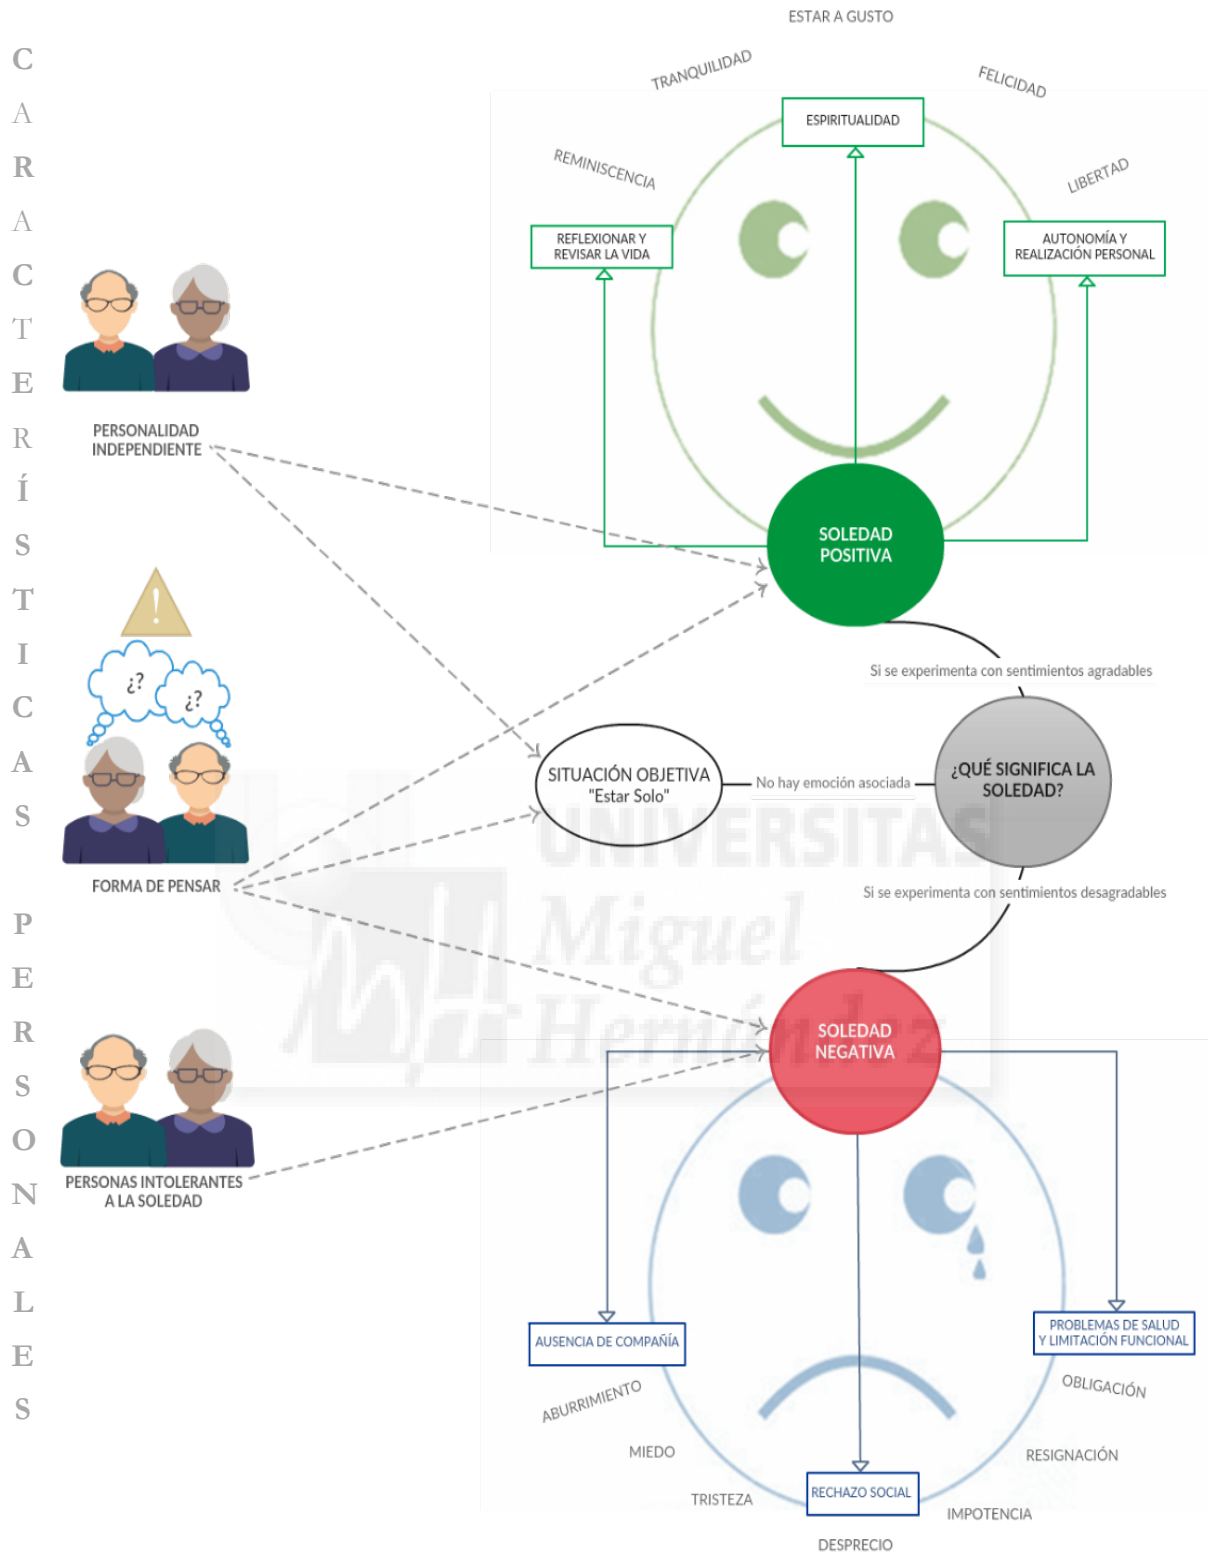 CARACTERÍSTICAS PERSONALES
ESTAR A GUSTO
TRANQUILIDAD
FELICIDAD
ESPIRITUALIDAD
REMINISCENCIA
LIBERTAD
REFLEXIONAR Y
REVISAR LA VIDA
AUTONOMÍA Y
REALIZACIÓN PERSONAL
PERSONALIDAD
INDEPENDIENTE
SOLEDAD
POSITIVA
!
¿?
¿?
Si se experimenta con sentimientos agradables
SITUACIÓN OBJETIVA
"Estar Solo"
No hay emoción asociada
¿QUÉ SIGNIFICA LA
SOLEDAD?
UNIVERSITAS
Miguel
Hernández
FORMA DE PENSAR
Si se experimenta con sentimientos desagradables
SOLEDAD
NEGATIVA
PERSONAS INTOLERANTES
A LA SOLEDAD
AUSENCIA DE COMPAÑÍA
PROBLEMAS DE SALUD
Y LIMITACIÓN FUNCIONAL
ABURRIMIENTO
OBLIGACIÓN
MIEDO
RESIGNACIÓN
TRISTEZA
RECHAZO SOCIAL
IMPOTENCIA
DESPRECIO